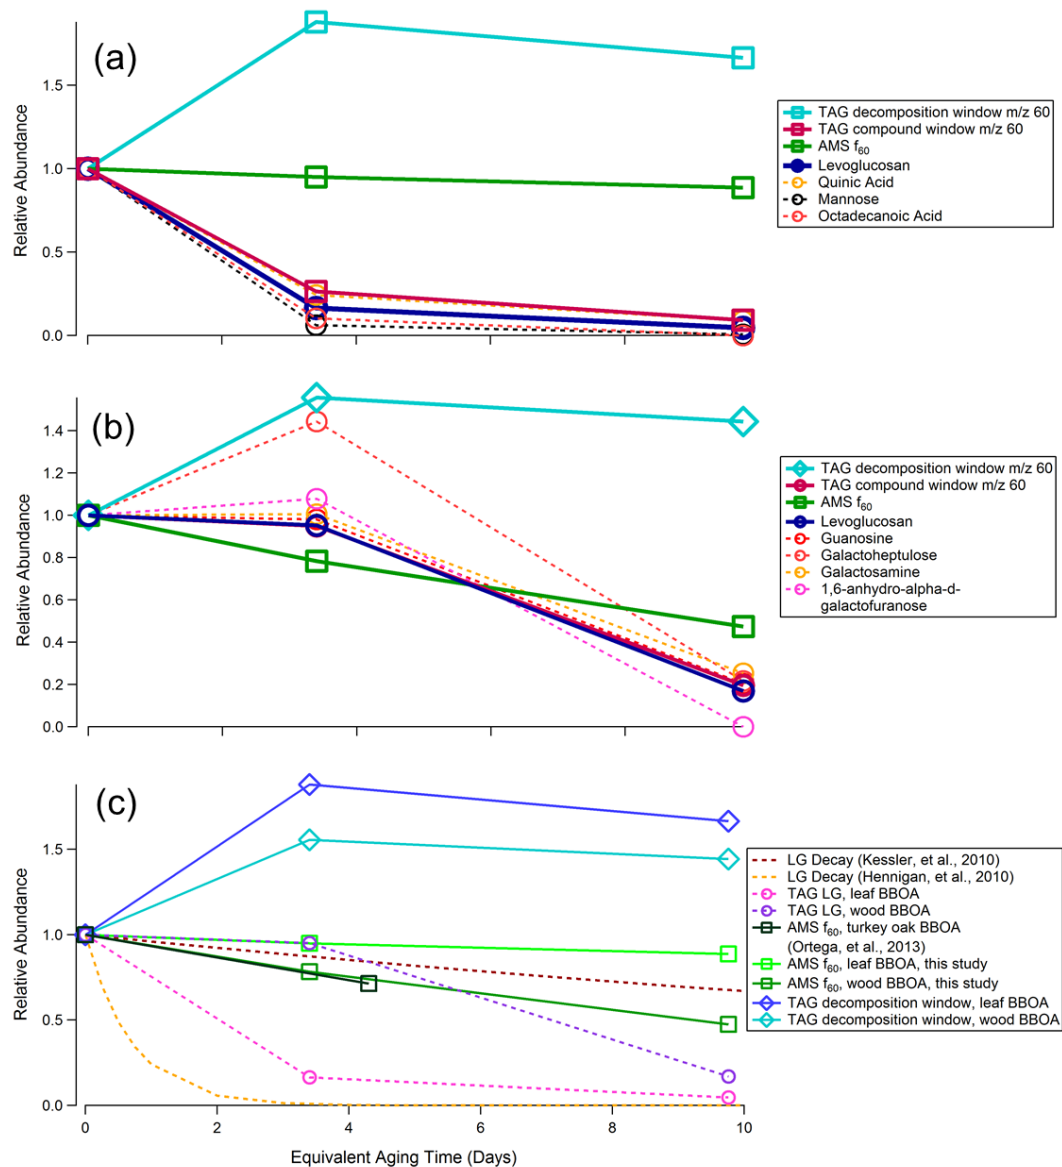 (a)
1.5
1.0
0.5
0.0
Relative Abundance
TAG decomposition window m/z 60
TAG compound window m/z 60
AMS f60
Levoglucosan
Quinic Acid
Mannose
Octadecanoic Acid
(b)
1.4
1.2
1.0
0.8
0.6
0.4
0.2
0.0
Relative Abundance
TAG decomposition window m/z 60
TAG compound window m/z 60
AMS f60
Levoglucosan
Guanosine
Galactoheptulose
Galactosamine
1,6-anhydro-alpha-d-
galactofuranose
(c)
1.5
1.0
0.5
0.0
Relative Abundance
LG Decay (Kessler, et al., 2010)
LG Decay (Hennigan, et al., 2010)
TAG LG, leaf BBOA
TAG LG, wood BBOA
AMS f60, turkey oak BBOA
(Ortega, et al., 2013)
AMS f60, leaf BBOA, this study
AMS f60, wood BBOA, this study
TAG decomposition window, leaf BBOA
TAG decomposition window, wood BBOA
0 2 4 6 8 10
Equivalent Aging Time (Days)